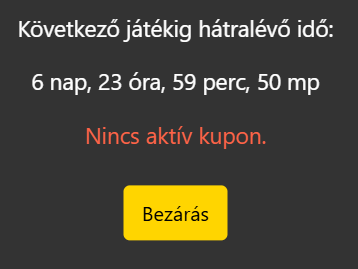 Következő játékig hátralévő idő:
6 nap, 23 óra, 59 perc, 50 mp
Nincs aktív kupon.
Bezárás